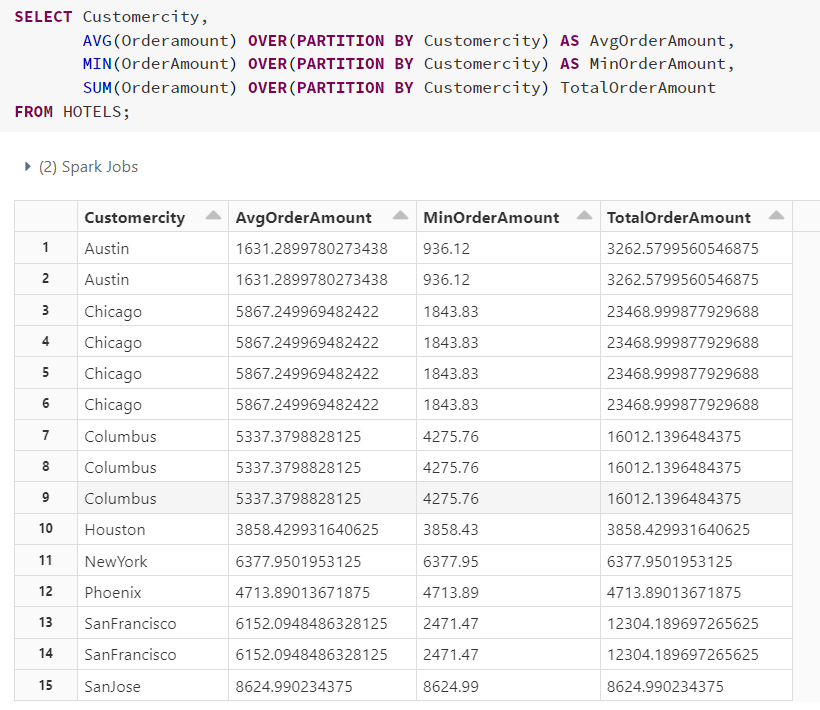 SELECT Customercity,
AVG(Orderamount) OVER(PARTITION BY Customercity) AS AvgOrderAmount,
MIN(OrderAmount) OVER(PARTITION BY Customercity) AS MinOrderAmount,
SUM(Orderamount) OVER(PARTITION BY Customercity) TotalOrderAmount
FROM HOTELS;
(2) Spark Jobs
Customercity AvgOrderAmount MinOrderAmount TotalOrderAmount
1 Austin 1631.2899780273438 936.12 3262.5799560546875
2 Austin 1631.2899780273438 936.12 3262.5799560546875
3 Chicago 5867.249969482422 1843.83 23468.999877929688
4 Chicago 5867.249969482422 1843.83 23468.999877929688
5 Chicago 5867.249969482422 1843.83 23468.999877929688
6 Chicago 5867.249969482422 1843.83 23468.999877929688
7 Columbus 5337.3798828125 4275.76 16012.1396484375
8 Columbus 5337.3798828125 4275.76 16012.1396484375
9 Columbus 5337.3798828125 4275.76 16012.1396484375
10 Houston 3858.429931640625 3858.43 3858.429931640625
11 NewYork 6377.9501953125 6377.95 6377.9501953125
12 Phoenix 4713.89013671875 4713.89 4713.89013671875
13 SanFrancisco 6152.0948486328125 2471.47 12304.189697265625
14 SanFrancisco 6152.0948486328125 2471.47 12304.189697265625
15 SanJose 8624.990234375 8624.99 8624.990234375